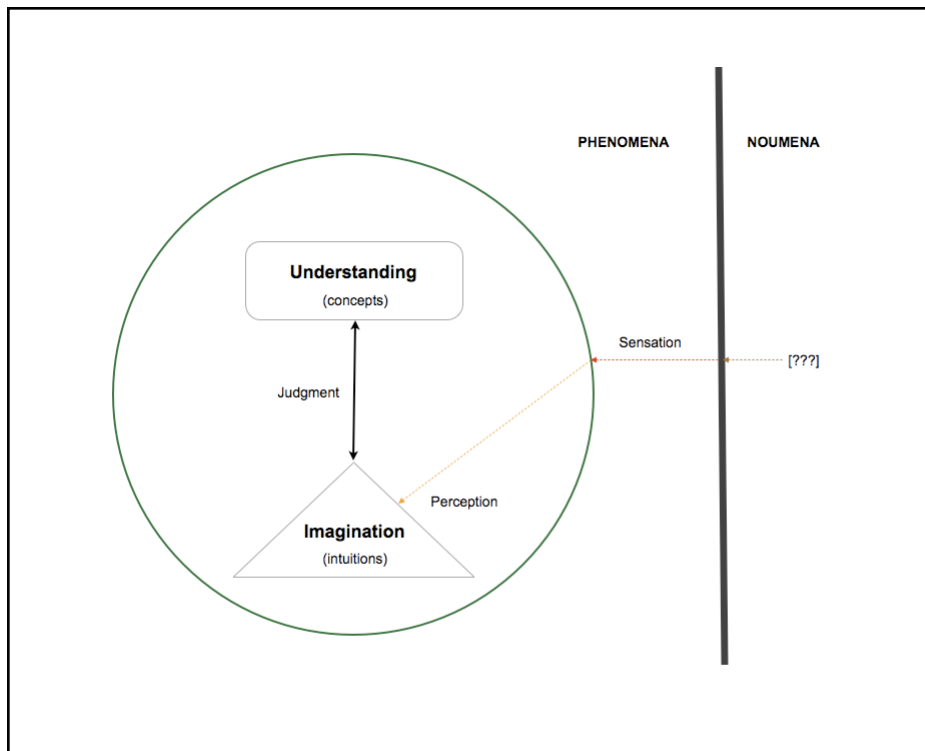 PHENOMENA
NOUMENA
Understanding
(concepts)
Sensation
[???]
Judgment
Perception
Imagination
(intuitions)